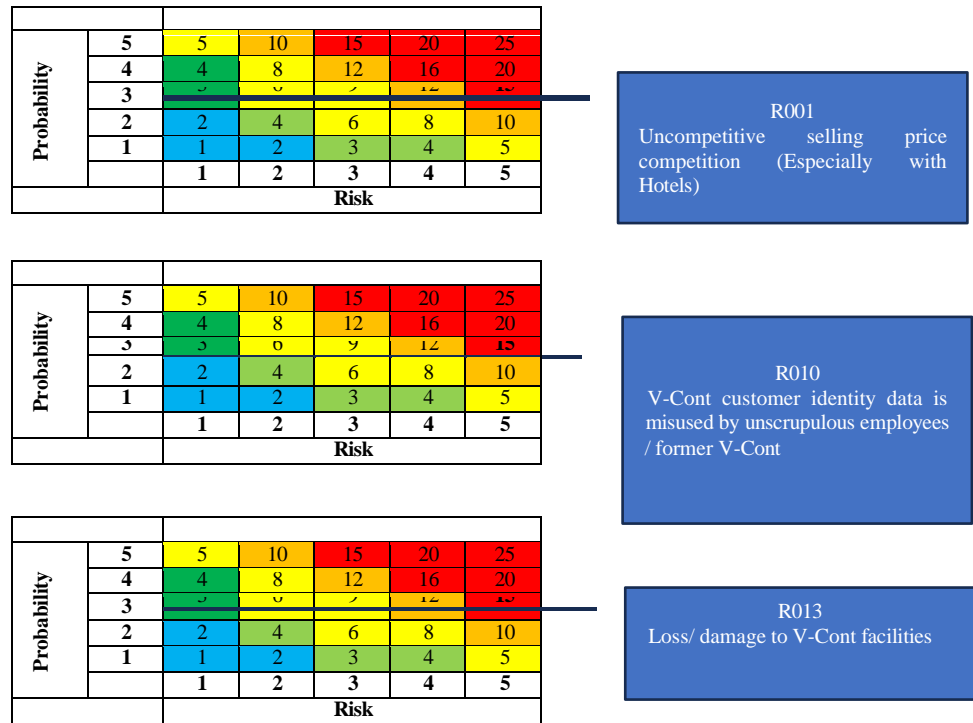 Probability
5 5 10 15 20 25
4 4 8 12 16 20
3
2 2 4 6 8 10
1 1 2 3 4 5
1 2 3 4 5
Risk
R001
Uncompetitive selling price
competition (Especially with
Hotels)
Probability
5 5 10 15 20 25
4 4 8 12 16 20
3 3 6 9 12 15
2 2 4 6 8 10
1 1 2 3 4 5
1 2 3 4 5
Risk
R010
V-Cont customer identity data is
misused by unscrupulous employees
/ former V-Cont
Probability
5 5 10 15 20 25
4 4 8 12 16 20
3
2 2 4 6 8 10
1 1 2 3 4 5
1 2 3 4 5
Risk
R013
Loss/ damage to V-Cont facilities